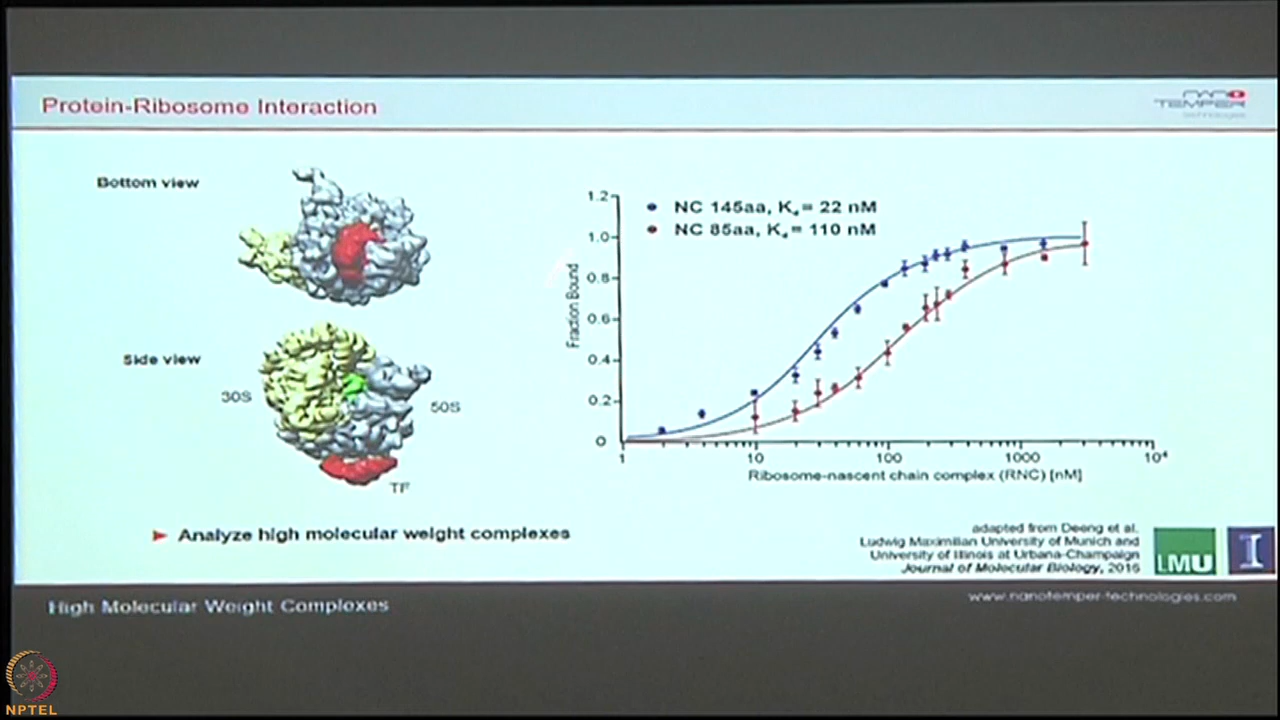 Protein-Ribosome Interaction
NANO
TEMPER
technologies
Bottom view
Side view
30S
50S
TF
1.2
1.0
0.8
0.6
0.4
0.2
0
NC 145aa, Kd = 22 nM
NC 85aa, Kd = 110 nM
Fraction Bound
1
10
100
1000
10⁴
Ribosome-nascent chain complex (RNC) [nM]
Analyze high molecular weight complexes
adapted from Deeng et al.
Ludwig Maximilian University of Munich and
University of Illinois at Urbana-Champaign
Journal of Molecular Biology, 2016
LMU
I
High Molecular Weight Complexes
www.nanotemper-technologies.com
NPTEL